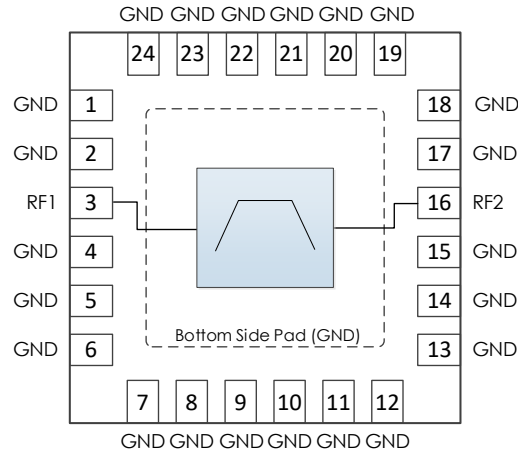 GND GND GND GND GND GND
24 23 22 21 20 19
GND 1 18 GND
GND 2 17 GND
RF1 3 16 RF2
GND 4 15 GND
GND 5 14 GND
Bottom Side Pad (GND)
GND 6 13 GND
7 8 9 10 11 12
GND GND GND GND GND GND